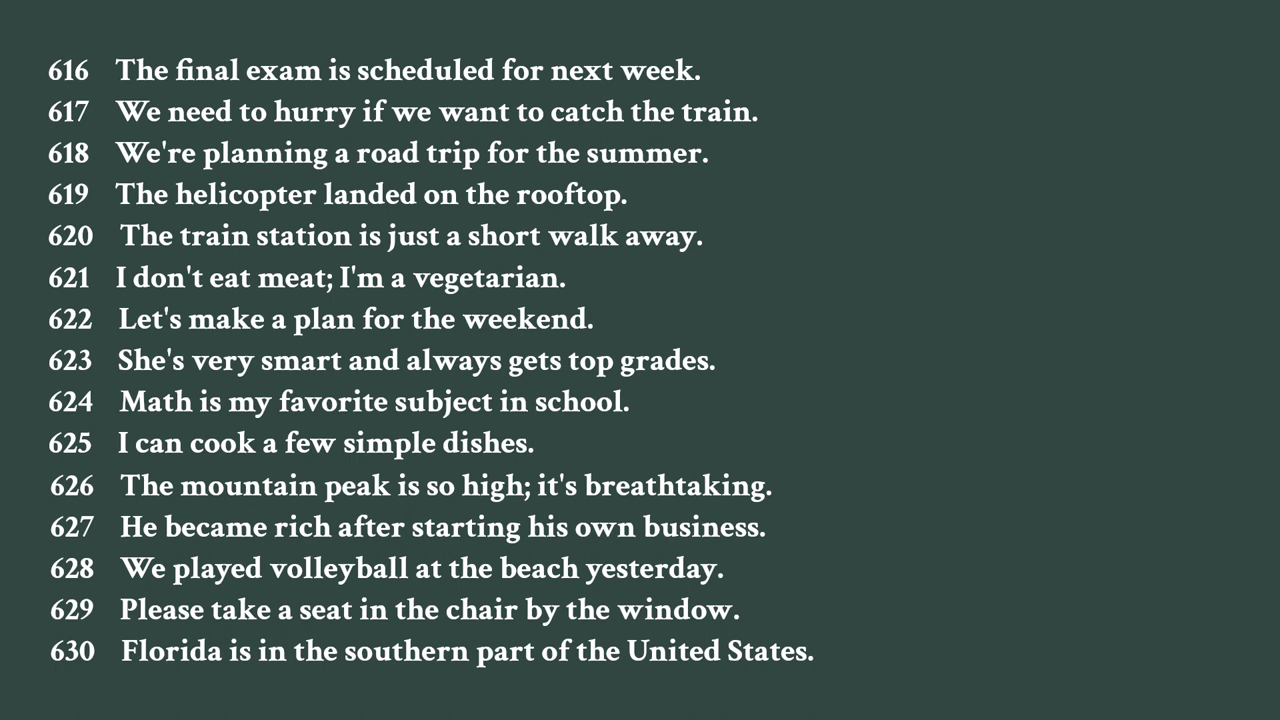 616 The final exam is scheduled for next week.
617 We need to hurry if we want to catch the train.
618 We're planning a road trip for the summer.
619 The helicopter landed on the rooftop.
620 The train station is just a short walk away.
621 I don't eat meat; I'm a vegetarian.
622 Let's make a plan for the weekend.
623 She's very smart and always gets top grades.
624 Math is my favorite subject in school.
625 I can cook a few simple dishes.
626 The mountain peak is so high; it's breathtaking.
627 He became rich after starting his own business.
628 We played volleyball at the beach yesterday.
629 Please take a seat in the chair by the window.
630 Florida is in the southern part of the United States.